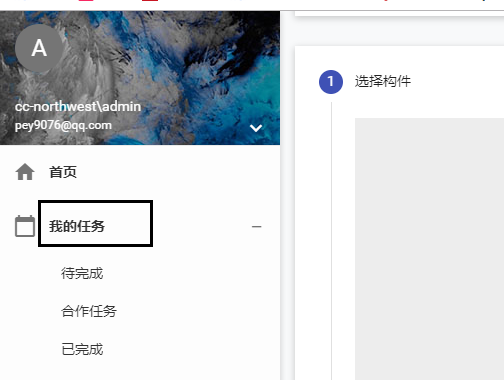 A
cc-northwest\admin
pey9076@qq.com
首页
我的任务
待完成
合作任务
已完成
1 选择构件